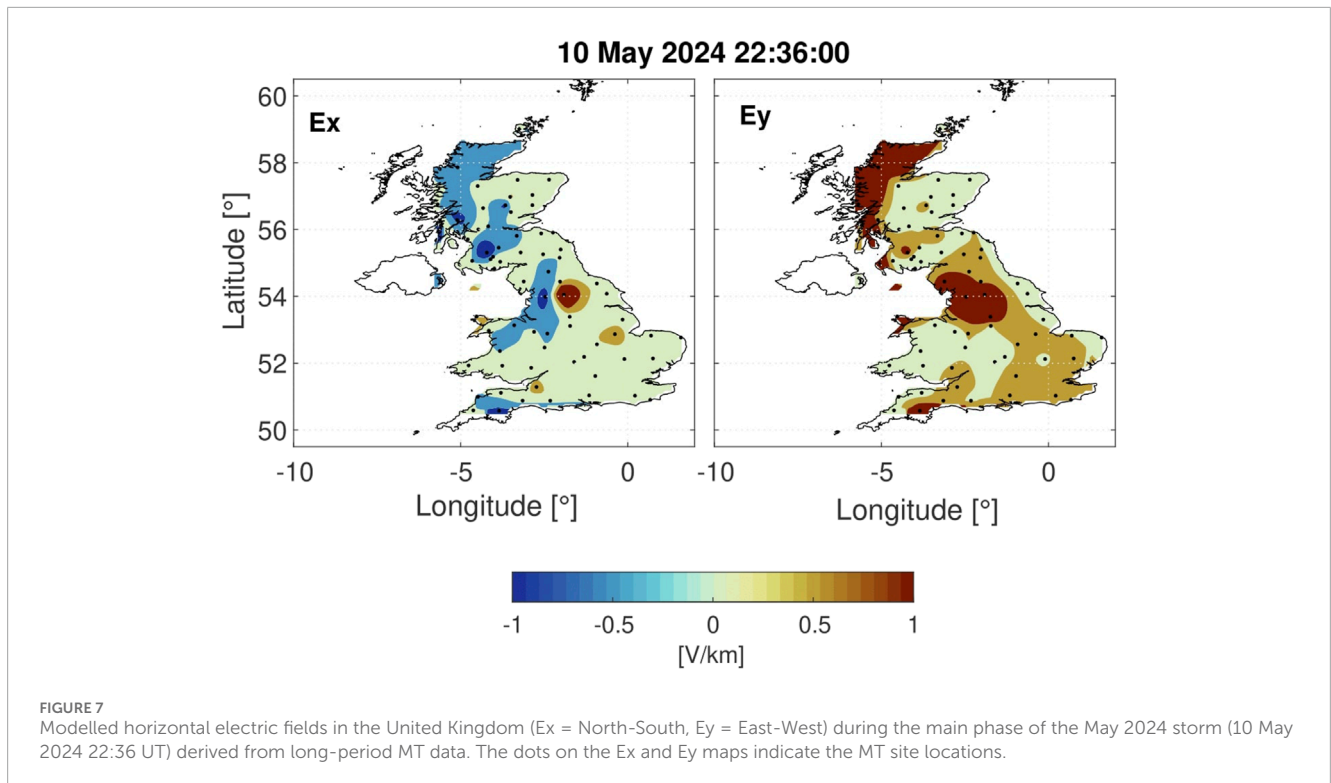 10 May 2024 22:36:00
Ex
Ey
Latitude [°]
60
58
56
54
52
50
-10
-5
0
-10
-5
0
Longitude [°]
Longitude [°]
-1
-0.5
0
0.5
1
[V/km]
FIGURE 7
Modelled horizontal electric fields in the United Kingdom (Ex = North-South, Ey = East-West) during the main phase of the May 2024 storm (10 May
2024 22:36 UT) derived from long-period MT data. The dots on the Ex and Ey maps indicate the MT site locations.